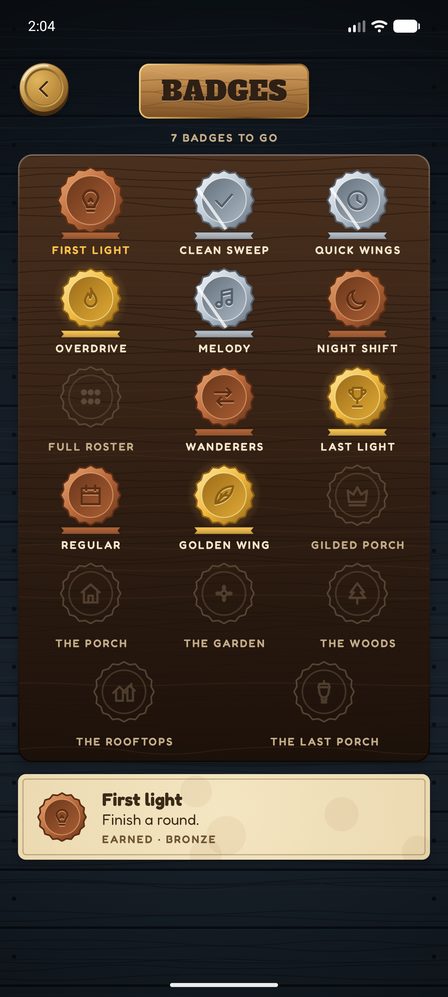 2:04
BADGES
7 BADGES TO GO
FIRST LIGHT
CLEAN SWEEP
QUICK WINGS
OVERDRIVE
MELODY
NIGHT SHIFT
FULL ROSTER
WANDERERS
LAST LIGHT
REGULAR
GOLDEN WING
GILDED PORCH
THE PORCH
THE GARDEN
THE WOODS
THE ROOFTOPS
THE LAST PORCH
First light
Finish a round.
EARNED · BRONZE